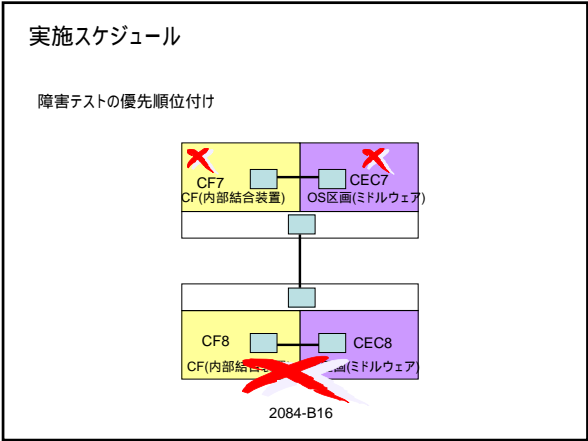 実施スケジュール
障害テストの優先順位付け
CF7
CEC7
CF(内部結合装置)
OS区画(ミドルウェア)
CF8
CEC8
CF(内部結合
画(ミドルウェア)
2084-B16